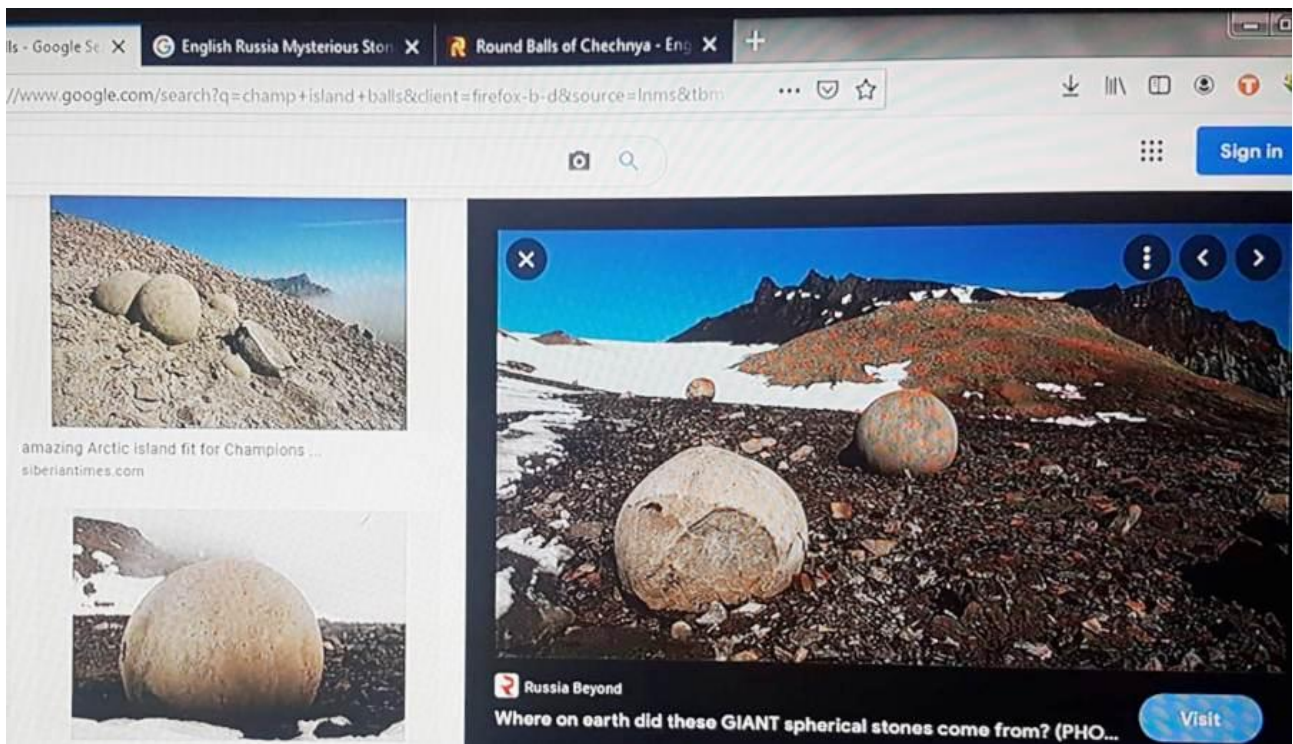 lls - Google Se
English Russia Mysterious Ston
Round Balls of Chechnya - Eng
//www.google.com/search?q=champ+island+balls&client=firefox-b-d&source=lnms&tbm
Sign in
amazing Arctic island fit for Champions ...
siberiantimes.com
Russia Beyond
Where on earth did these GIANT spherical stones come from? (PHO...
Visit